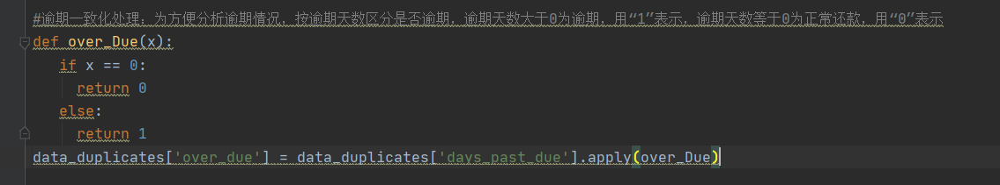 #逾期一致化处理：为方便分析逾期情况，按逾期天数区分是否逾期，逾期天数大于0为逾期，用“1”表示，逾期天数等于0为正常还款，用“0”表示
def over_Due(x):
    if x == 0:
        return 0
    else:
        return 1
data_duplicates['over_due'] = data_duplicates['days_past_due'].apply(over_Due)